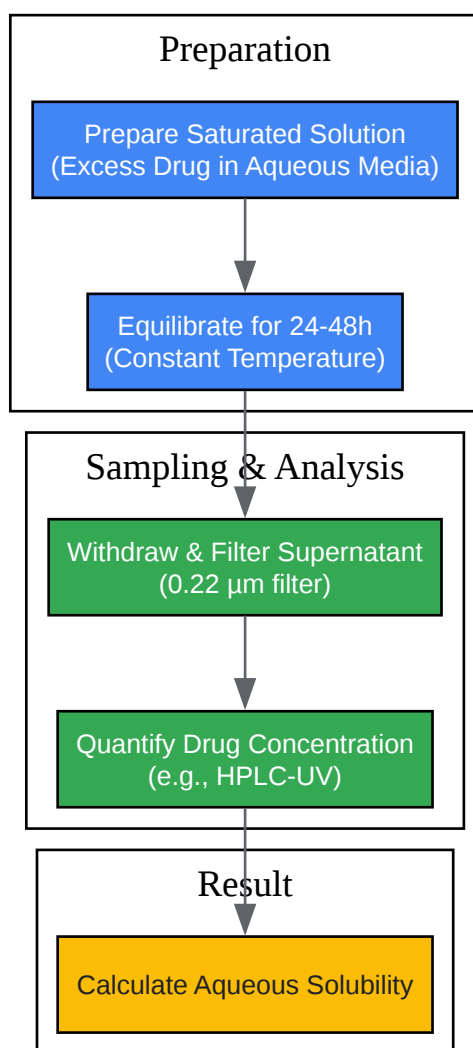 Preparation
Prepare Saturated Solution
(Excess Drug in Aqueous Media)
Equilibrate for 24-48h
(Constant Temperature)
Sampling & Analysis
Withdraw & Filter Supernatant
(0.22 µm filter)
Quantify Drug Concentration
(e.g., HPLC-UV)
Result
Calculate Aqueous Solubility